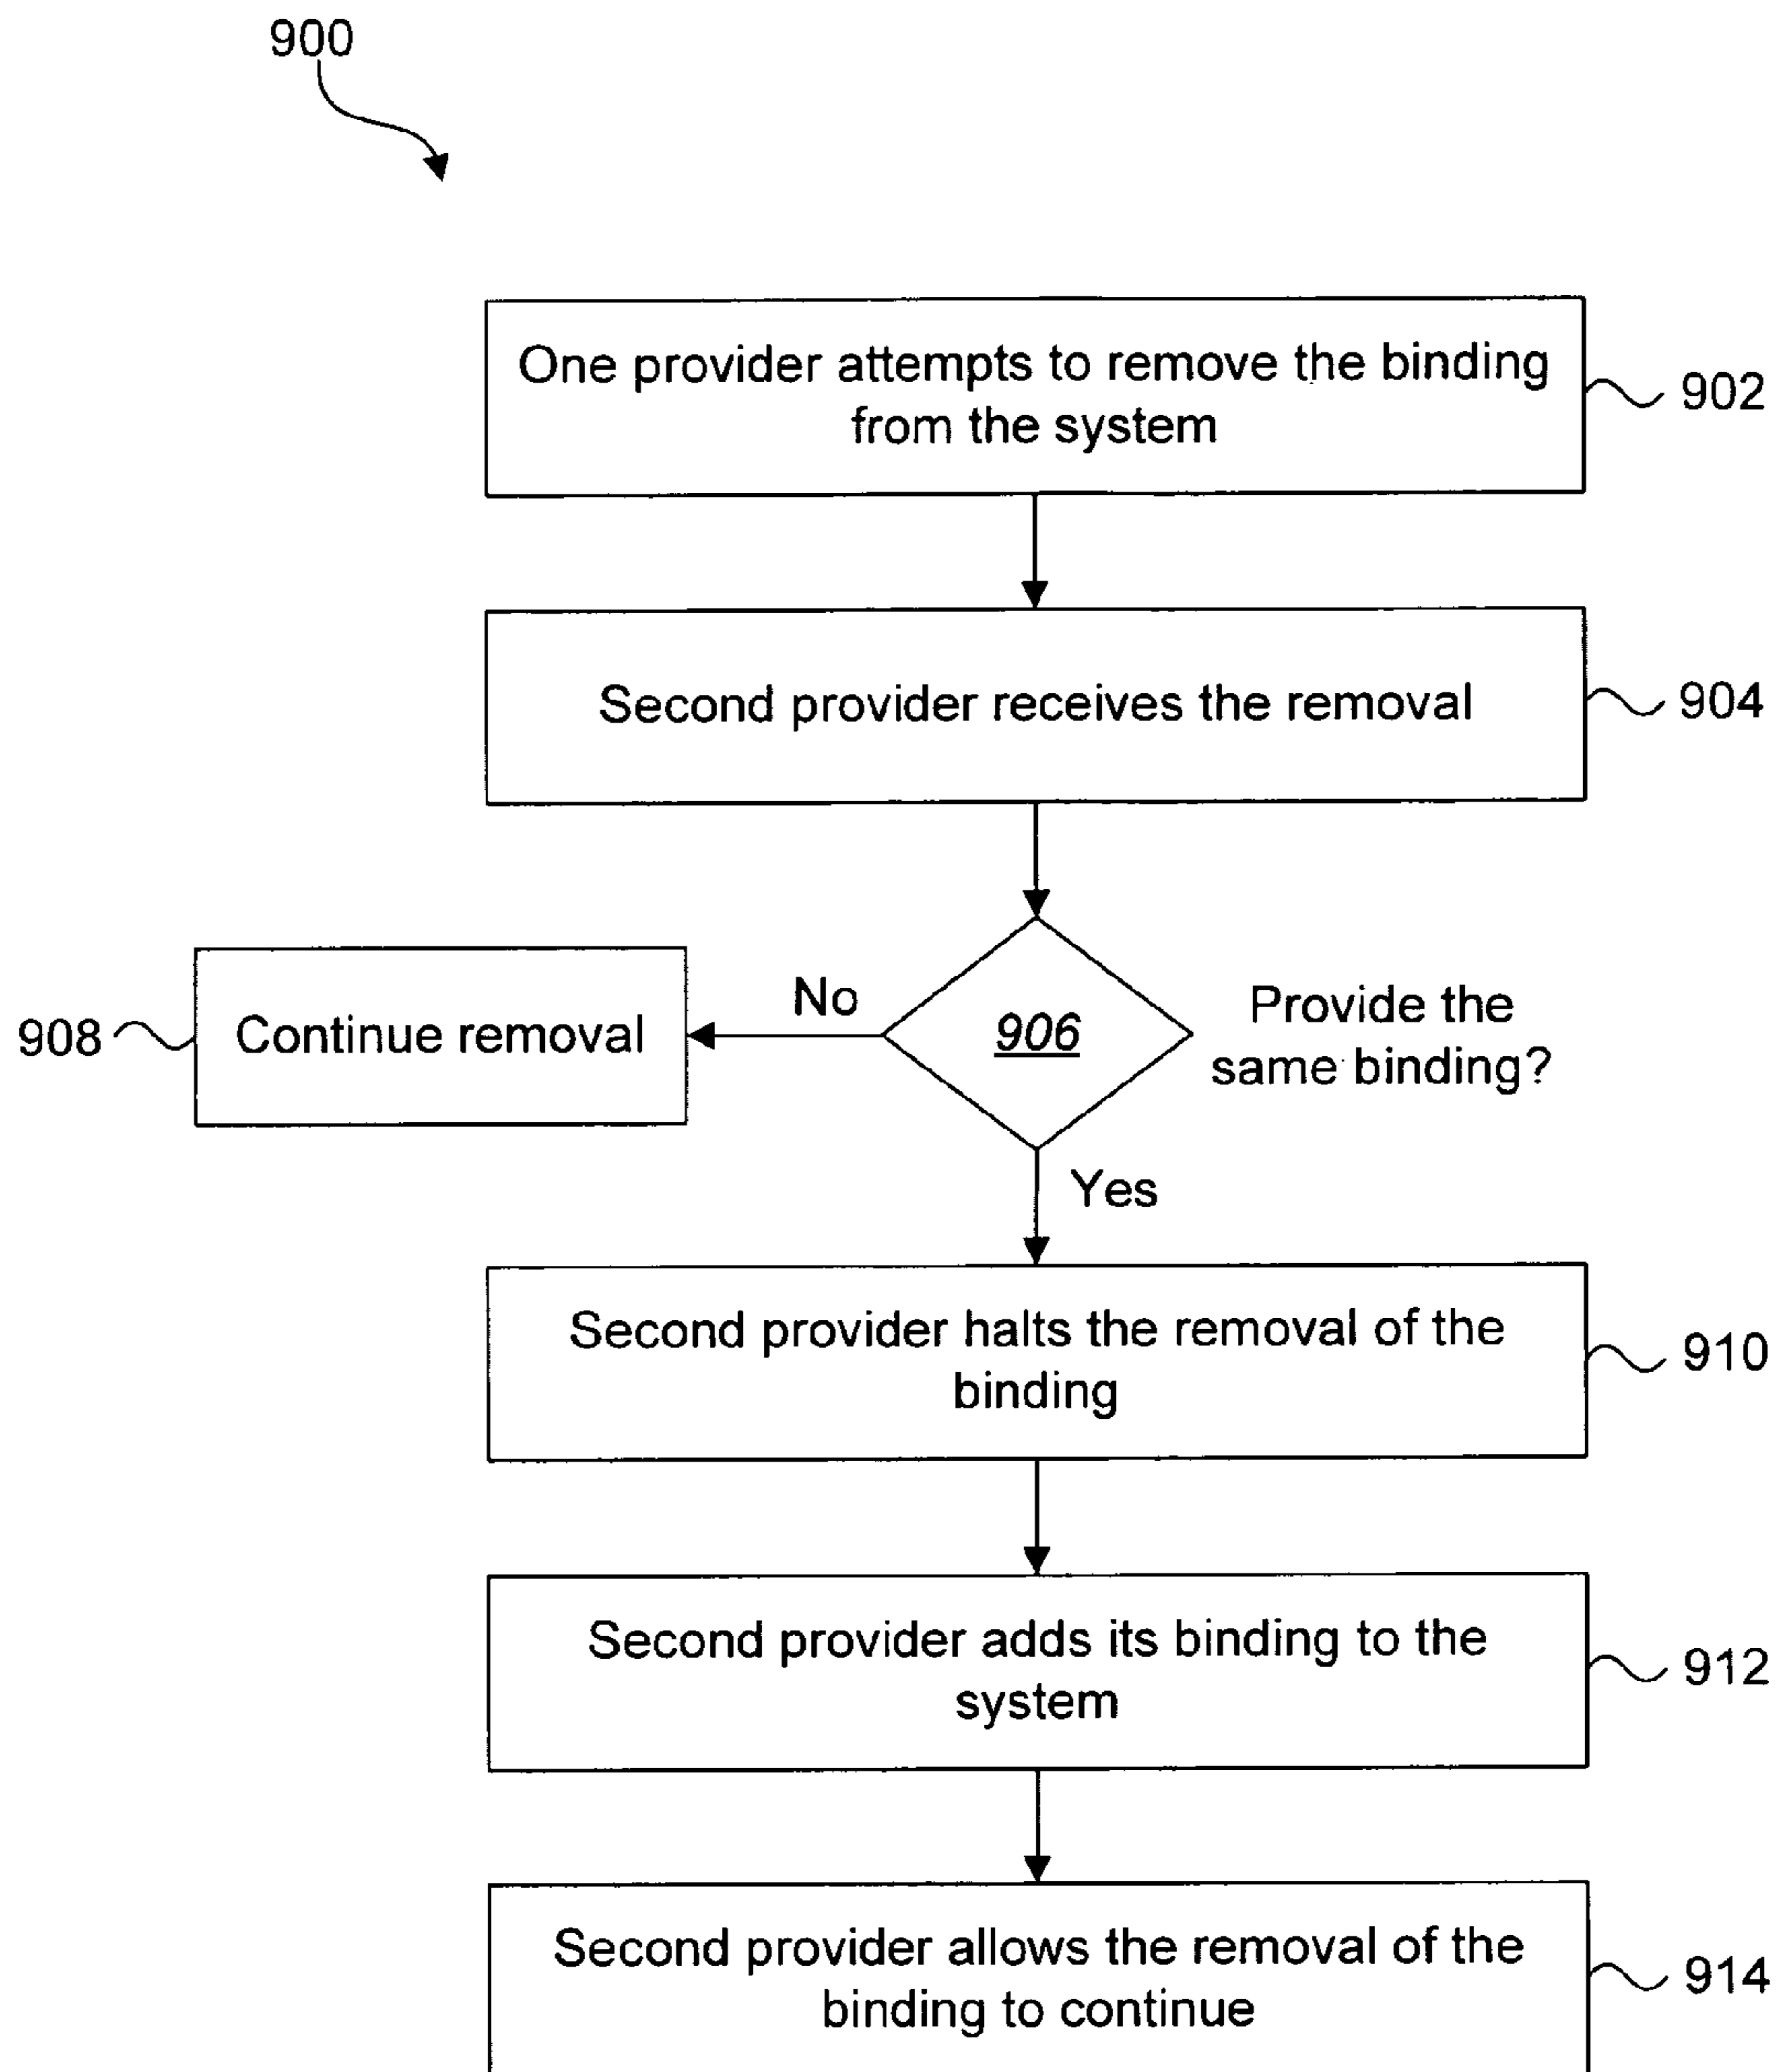 900
One provider attempts to remove the binding
from the system
902
Second provider receives the removal
904
No
Provide the
same binding?
906
908
Continue removal
Yes
Second provider halts the removal of the
binding
910
Second provider adds its binding to the
system
912
Second provider allows the removal of the
binding to continue
914